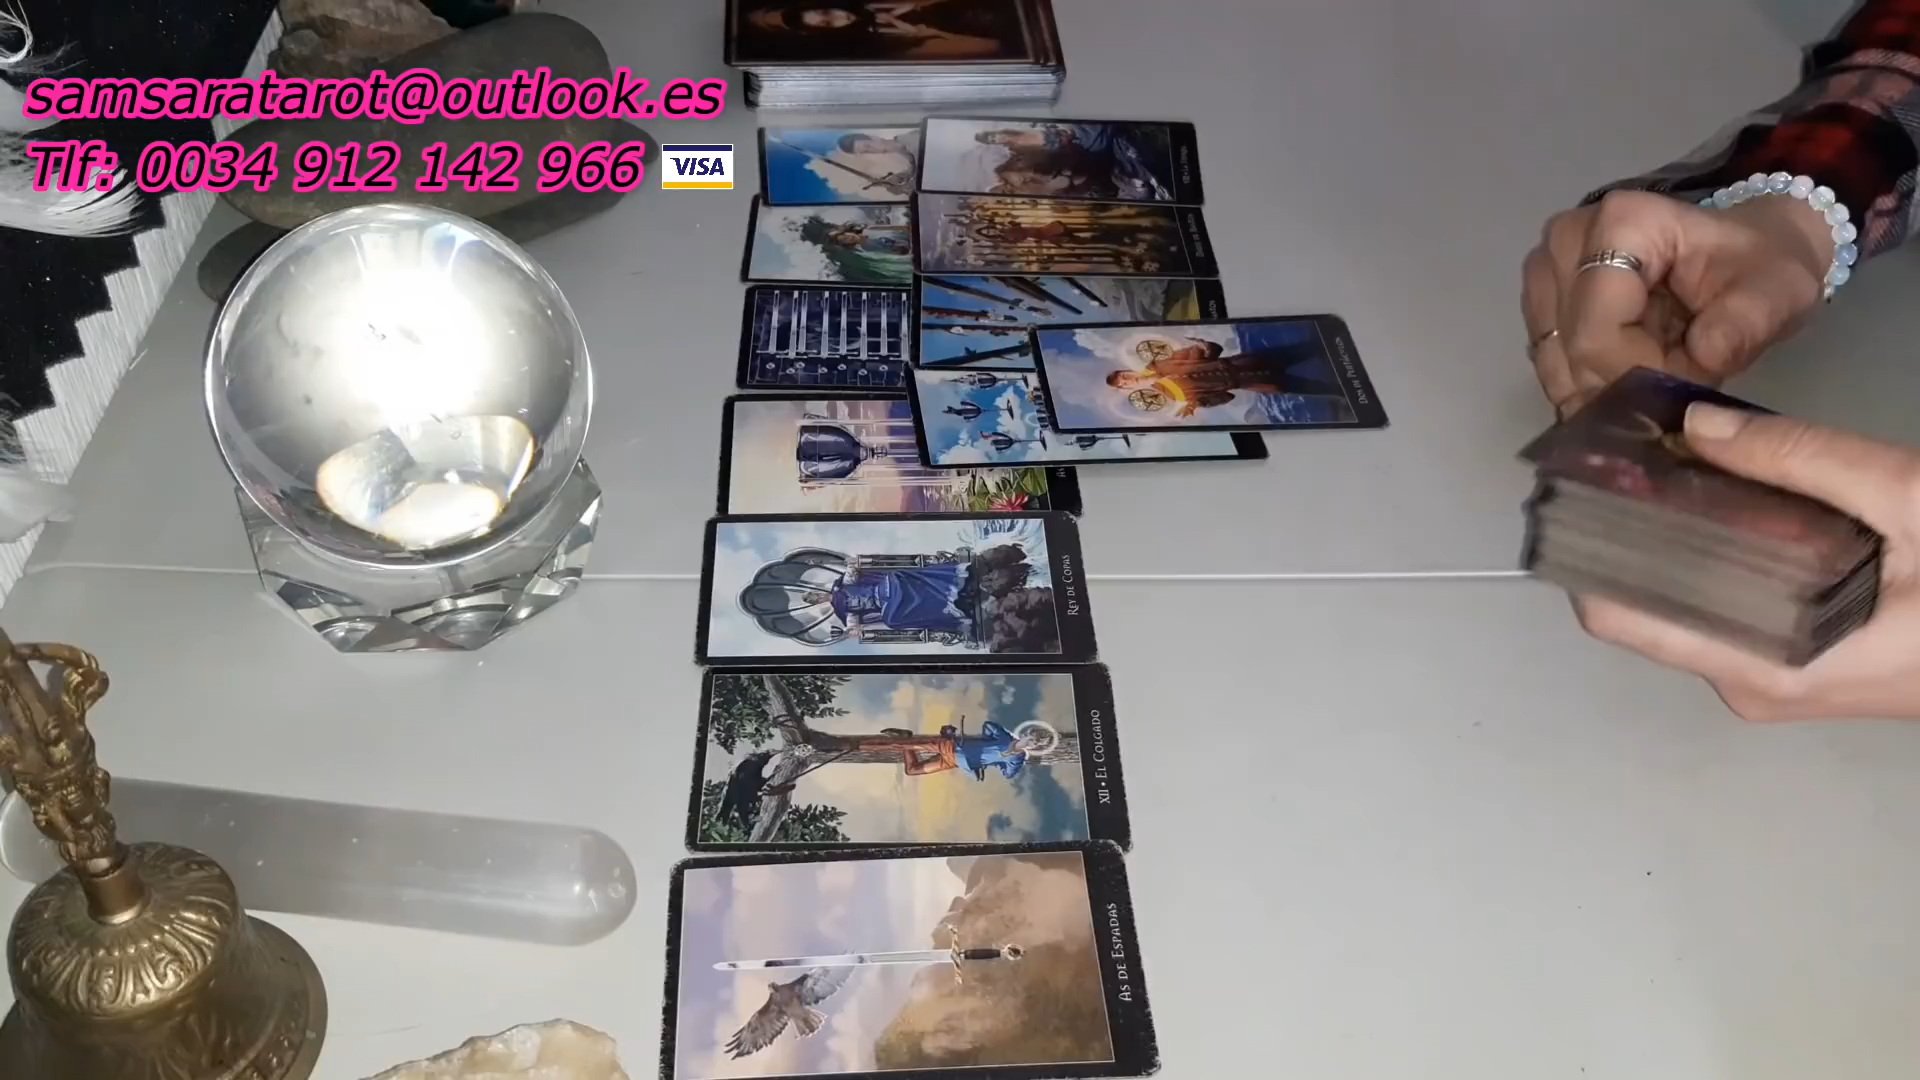 samsaratarot@outlook.es
Tlf: 0034 912 142 966 VISA
Dos de Pentáculos
As
Rey de Copas
XII • El Colgado
As de Espadas